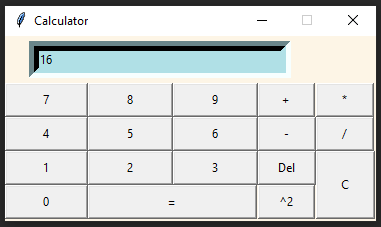 Calculator
16
7 8 9 + *
4 5 6 - /
1 2 3 Del
C
0 = ^2